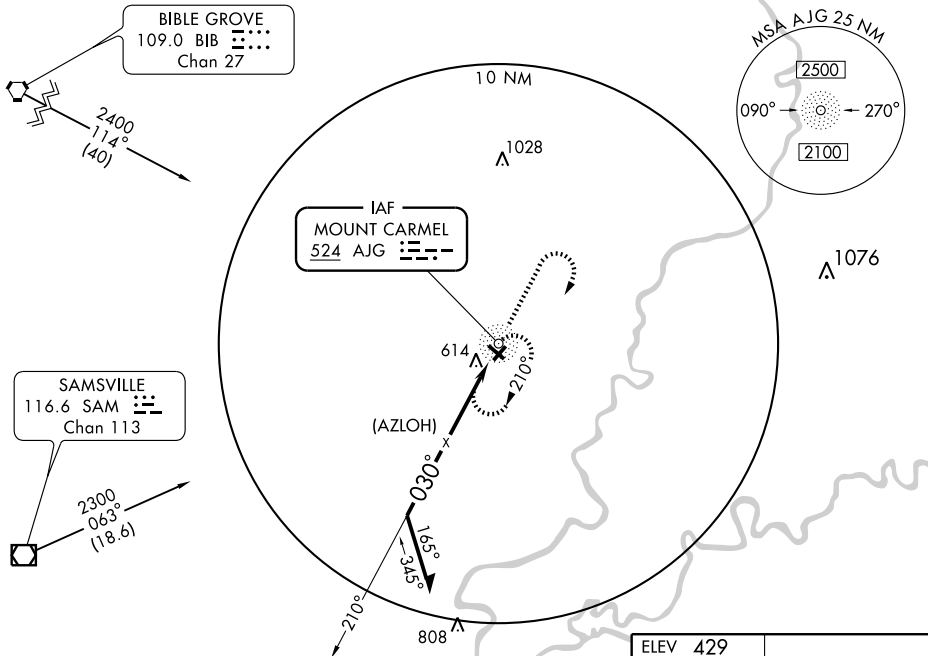 BIBLE GROVE
109.0 BIB
Chan 27
2400
114°
(40)
10 NM
1028
MSA AJG 25 NM
2500
090°
270°
2100
IAF
MOUNT CARMEL
524 AJG
1076
614
210°
SAMSVILLE
116.6 SAM
Chan 113
(AZLOH)
030°
2300
063°
(18.6)
165°
345°
210°
808
ELEV 429